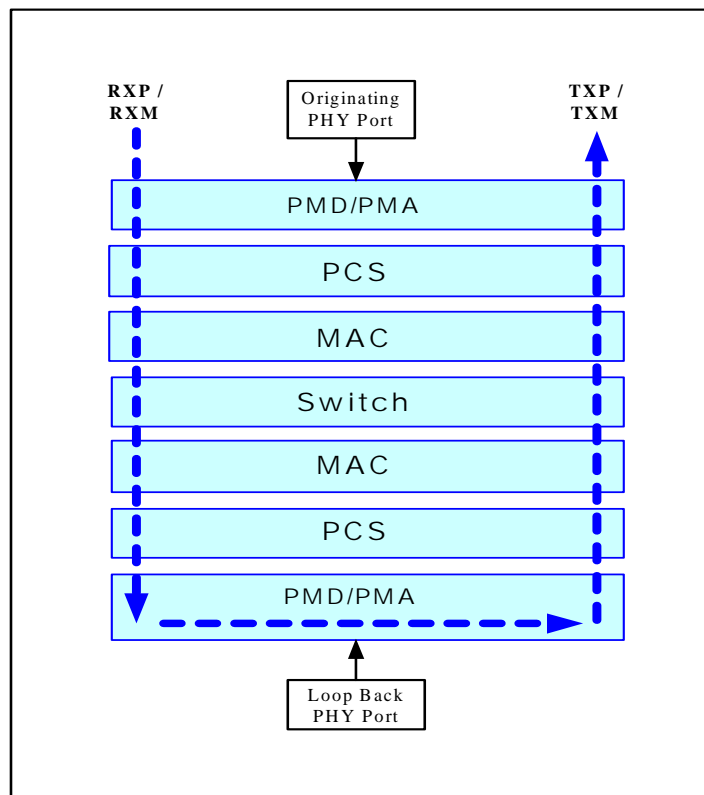 RXP /
RXM
Originating
PHY Port
TXP /
TXM
PMD/PMA
PCS
MAC
Switch
MAC
PCS
PMD/PMA
Loop Back
PHY Port